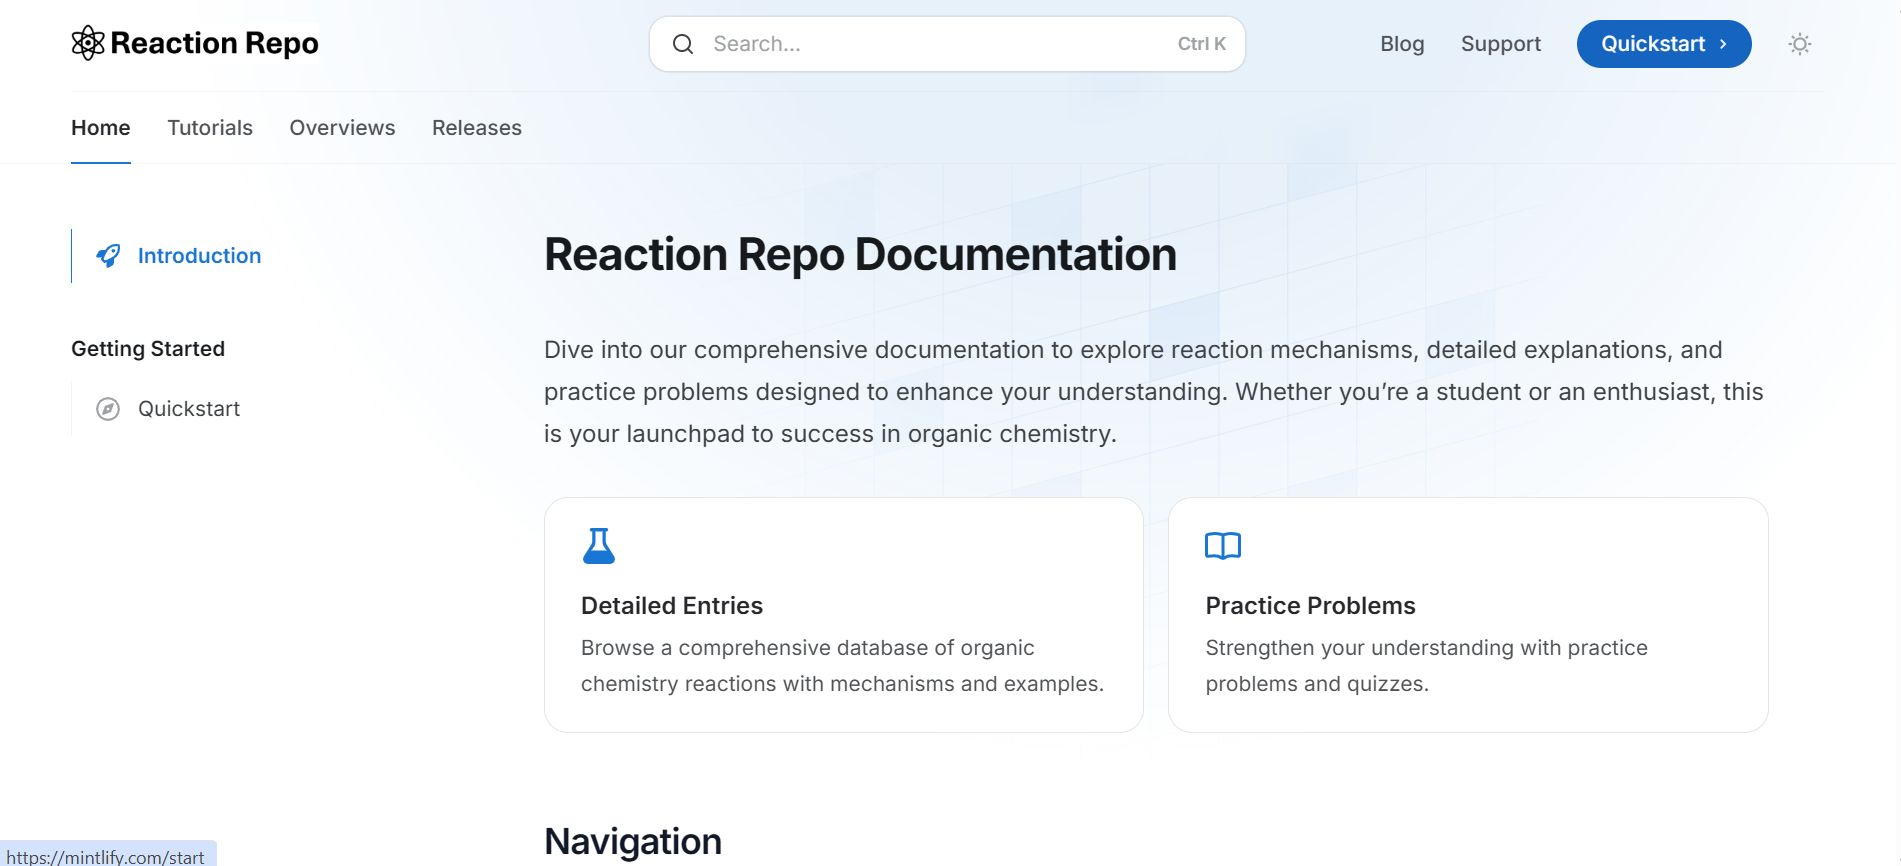 Reaction Repo
Search...
Ctrl K
Blog
Support
Quickstart
Home
Tutorials
Overviews
Releases
Introduction
Getting Started
Quickstart
Reaction Repo Documentation
Dive into our comprehensive documentation to explore reaction mechanisms, detailed explanations, and
practice problems designed to enhance your understanding. Whether you’re a student or an enthusiast, this
is your launchpad to success in organic chemistry.
Detailed Entries
Browse a comprehensive database of organic
chemistry reactions with mechanisms and examples.
Practice Problems
Strengthen your understanding with practice
problems and quizzes.
Navigation
https://mintlify.com/start